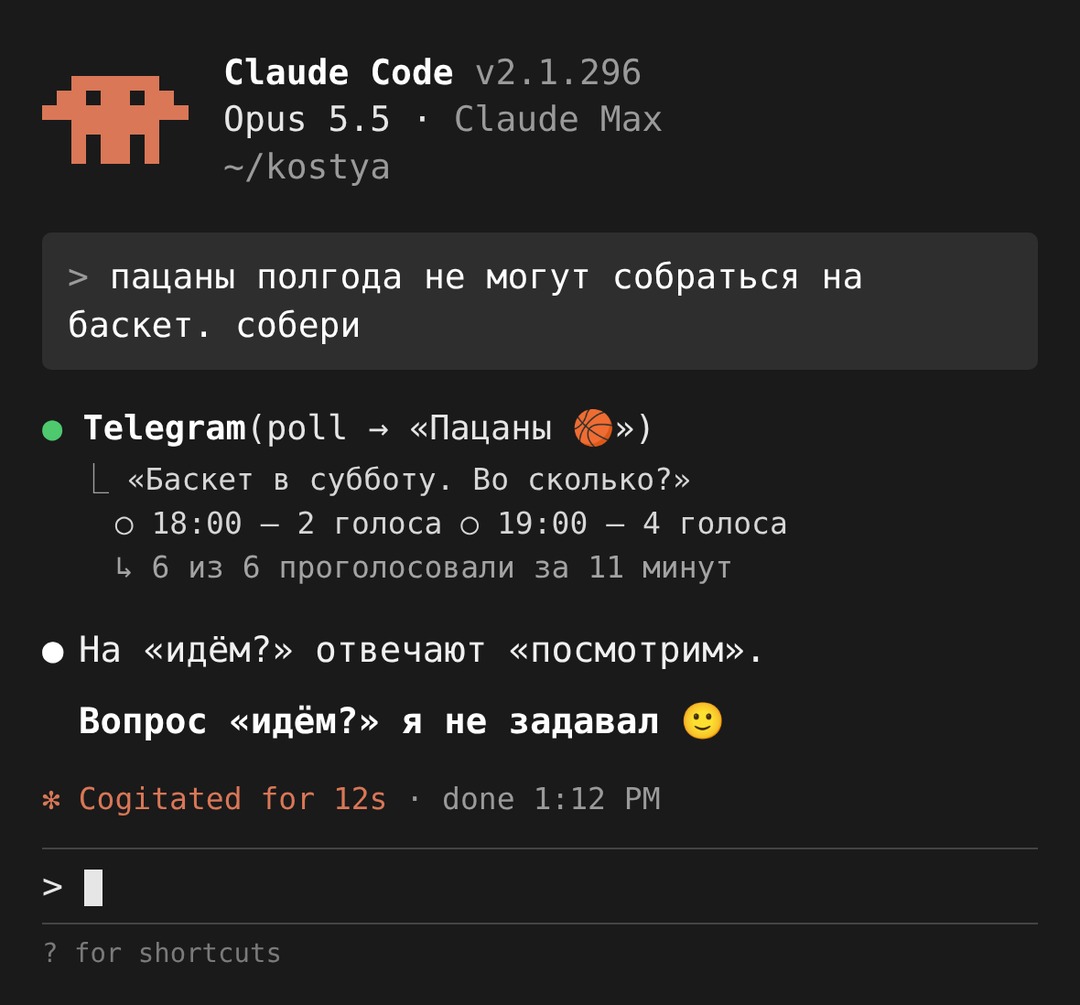 Claude Code v2.1.296
Opus 5.5 · Claude Max
~/kostya
> пацаны полгода не могут собраться на
баскет. собери
● Telegram(poll → «Пацаны 🏀»)
⎿ «Баскет в субботу. Во сколько?»
○ 18:00 — 2 голоса ○ 19:00 — 4 голоса
↳ 6 из 6 проголосовали за 11 минут
● На «идём?» отвечают «посмотрим».
Вопрос «идём?» я не задавал 🙂
✻ Cogitated for 12s · done 1:12 PM
>
? for shortcuts